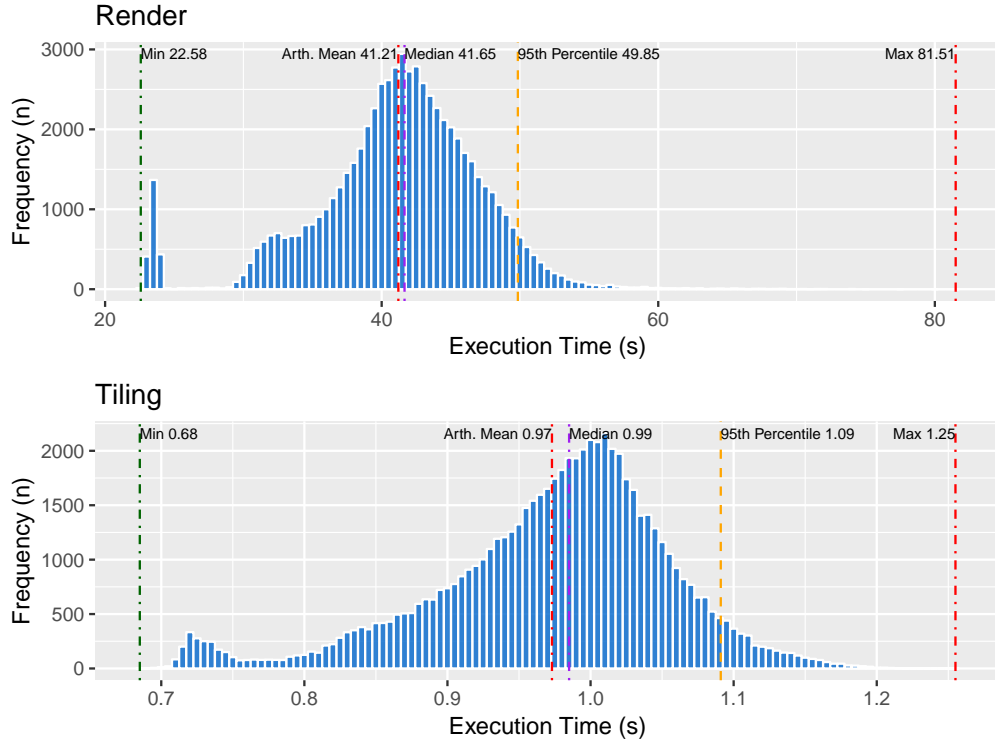 Render
3000
2000
1000
0
Frequency (n)
Min 22.58
Arth. Mean 41.21
Median 41.65
95th Percentile 49.85
Max 81.51
20
40
60
80
Execution Time (s)
Tiling
2000
1500
1000
500
0
Frequency (n)
Min 0.68
Arth. Mean 0.97
Median 0.99
95th Percentile 1.09
Max 1.25
0.7
0.8
0.9
1.0
1.1
1.2
Execution Time (s)